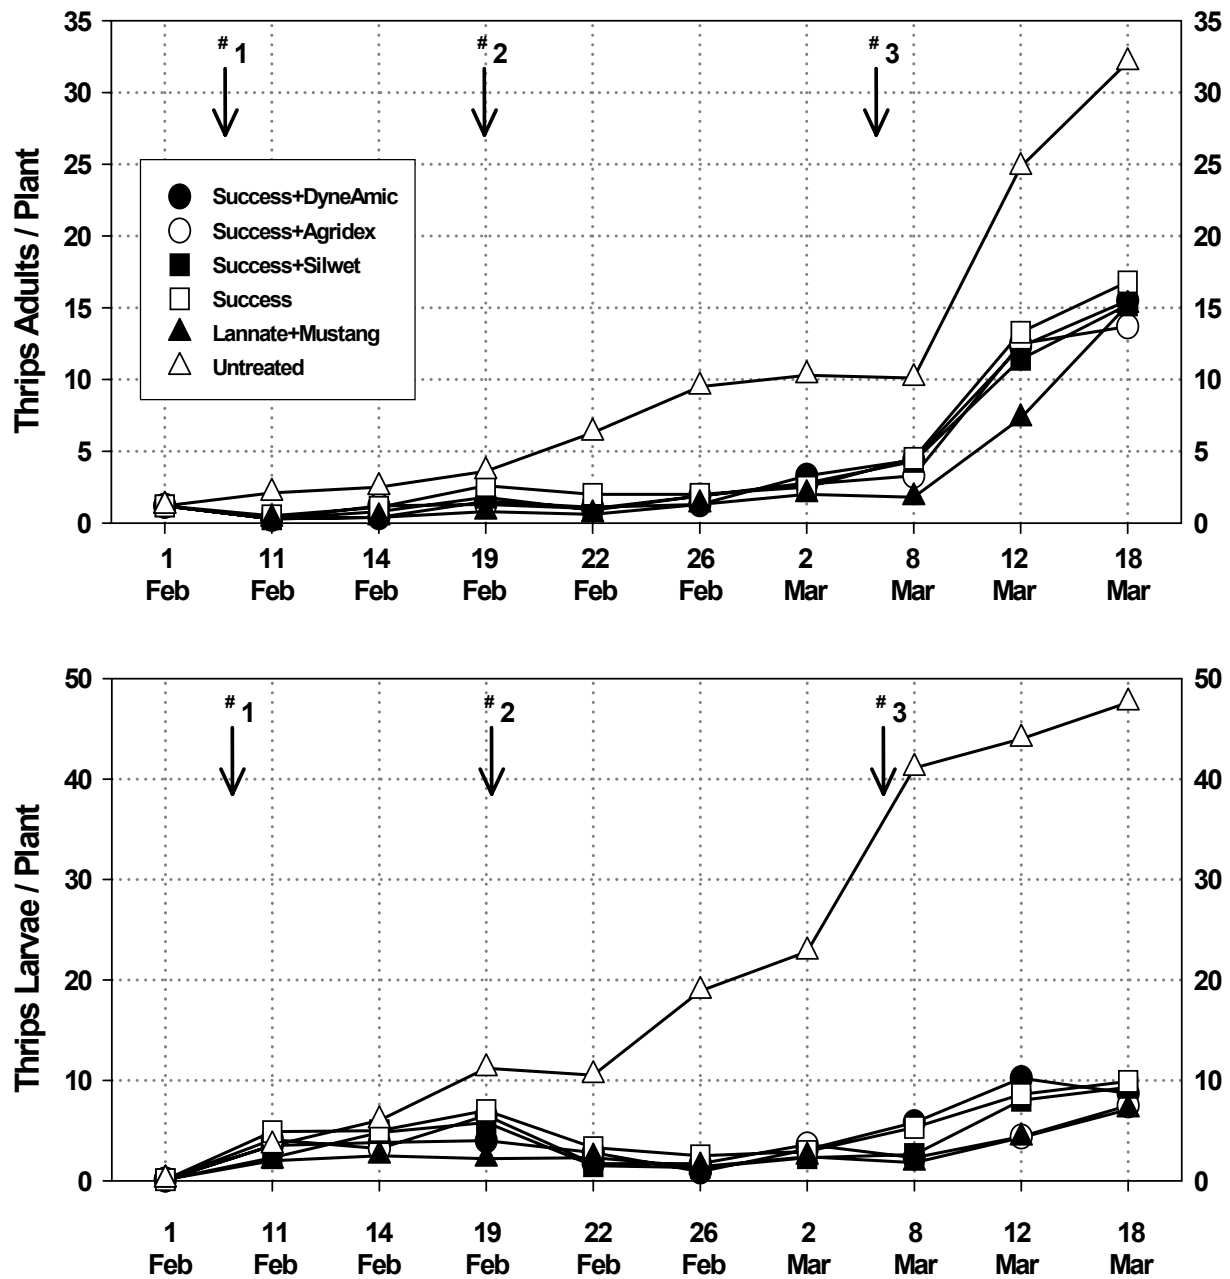 35
30
25
20
15
10
5
0
Thrips Adults / Plant
# 1
# 2
# 3
35
30
25
20
15
10
5
0
Success+DyneAmic
Success+Agridex
Success+Silwet
Success
Lannate+Mustang
Untreated
1 11 14 19 22 26 2 8 12 18
Feb Feb Feb Feb Feb Feb Mar Mar Mar Mar
50
40
30
20
10
0
Thrips Larvae / Plant
# 1
# 2
# 3
50
40
30
20
10
0
1 11 14 19 22 26 2 8 12 18
Feb Feb Feb Feb Feb Feb Mar Mar Mar Mar